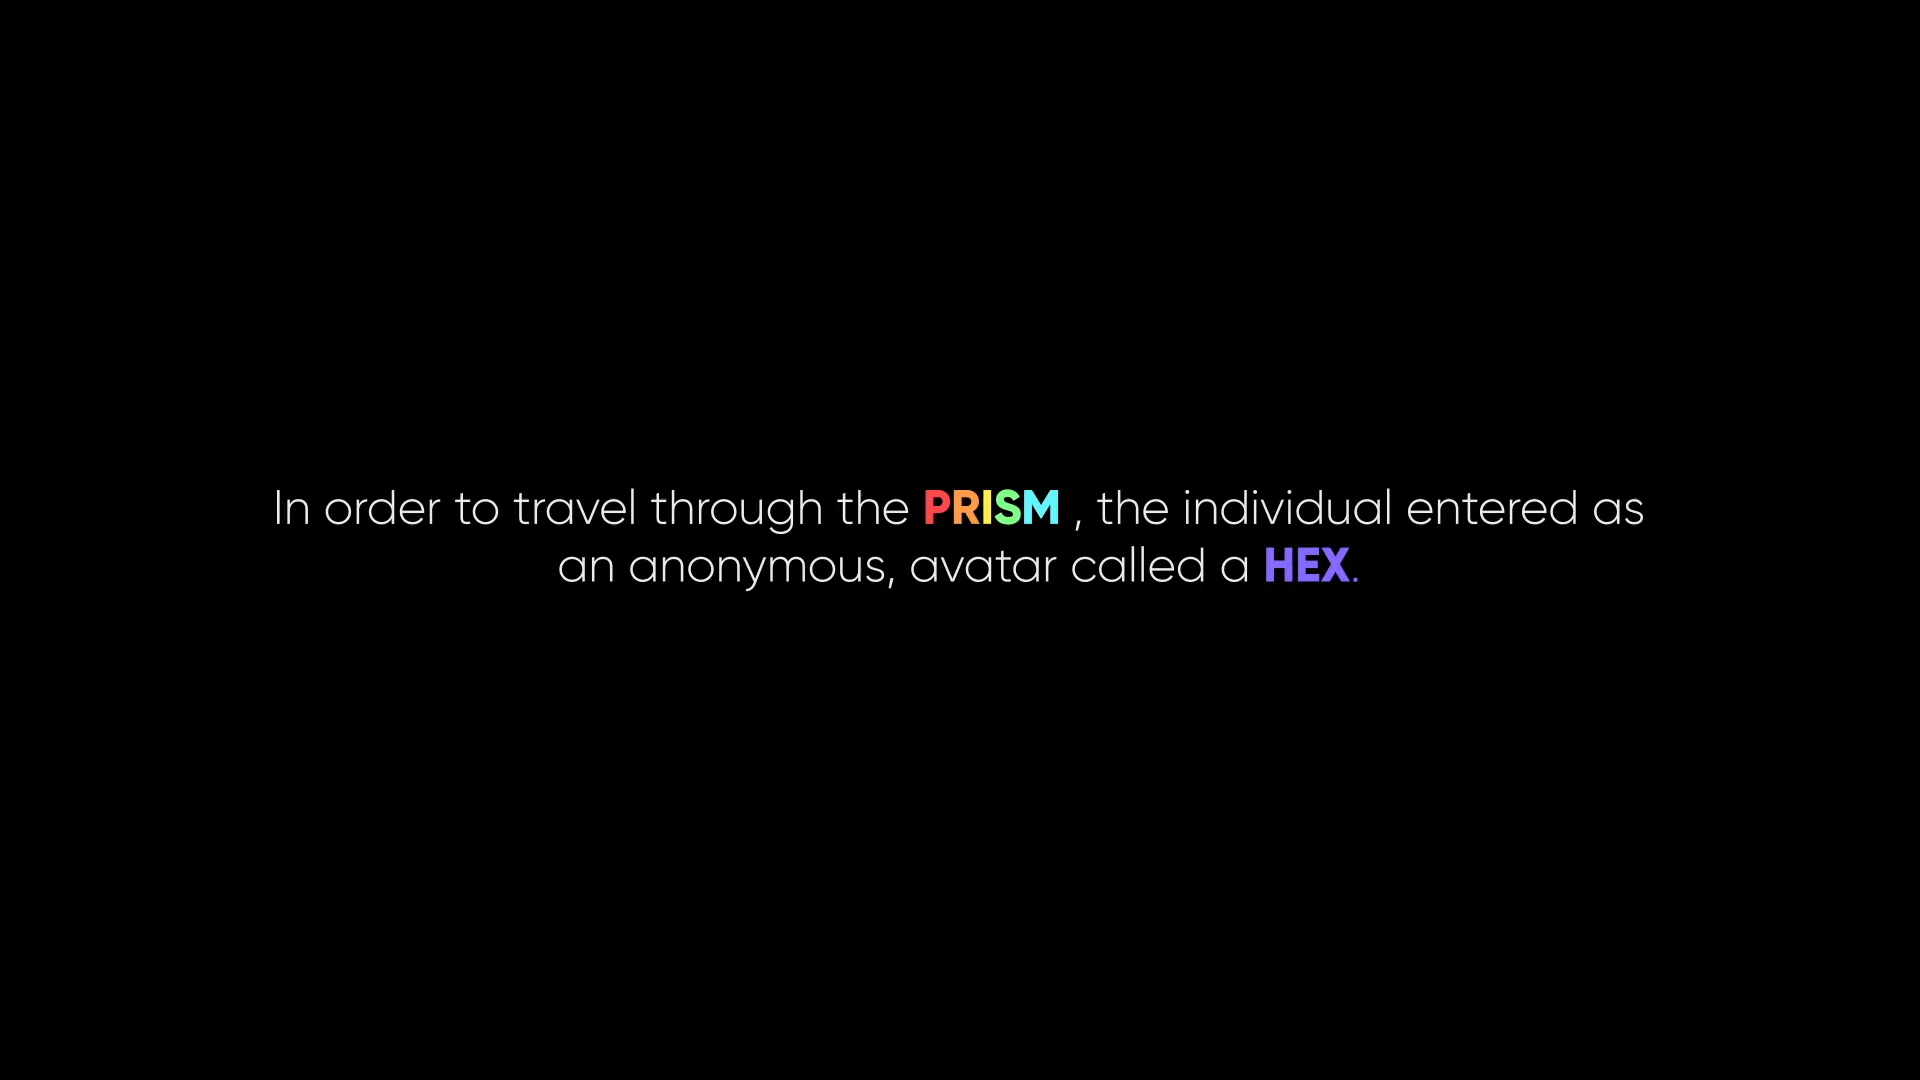 In order to travel through the PRISM , the individual entered as
an anonymous, avatar called a HEX.